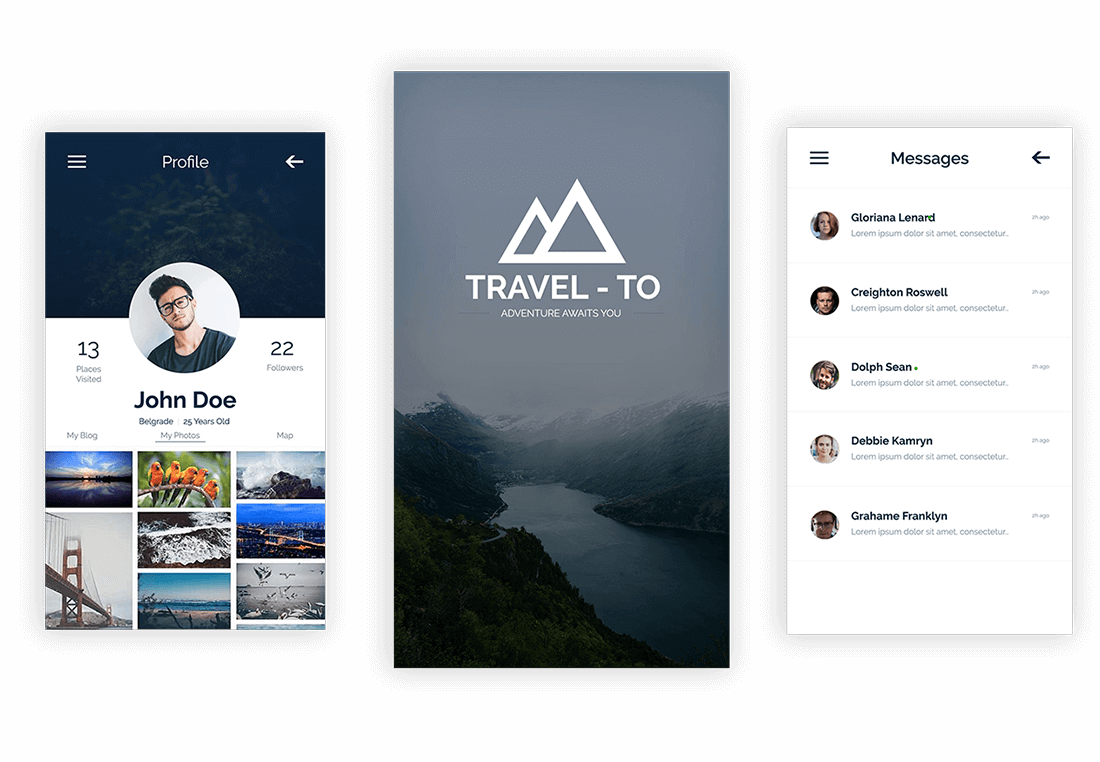 Profile
13
Places
Visited
22
Followers
John Doe
Belgrade | 25 Years Old
My Blog
My Photos
Map
TRAVEL - TO
ADVENTURE AWAITS YOU
Messages
Gloriana Lenard
2h ago
Lorem ipsum dolor sit amet, consectetur..
Creighton Roswell
2h ago
Lorem ipsum dolor sit amet, consectetur..
Dolph Sean
2h ago
Lorem ipsum dolor sit amet, consectetur..
Debbie Kamryn
2h ago
Lorem ipsum dolor sit amet, consectetur..
Grahame Franklyn
2h ago
Lorem ipsum dolor sit amet, consectetur..